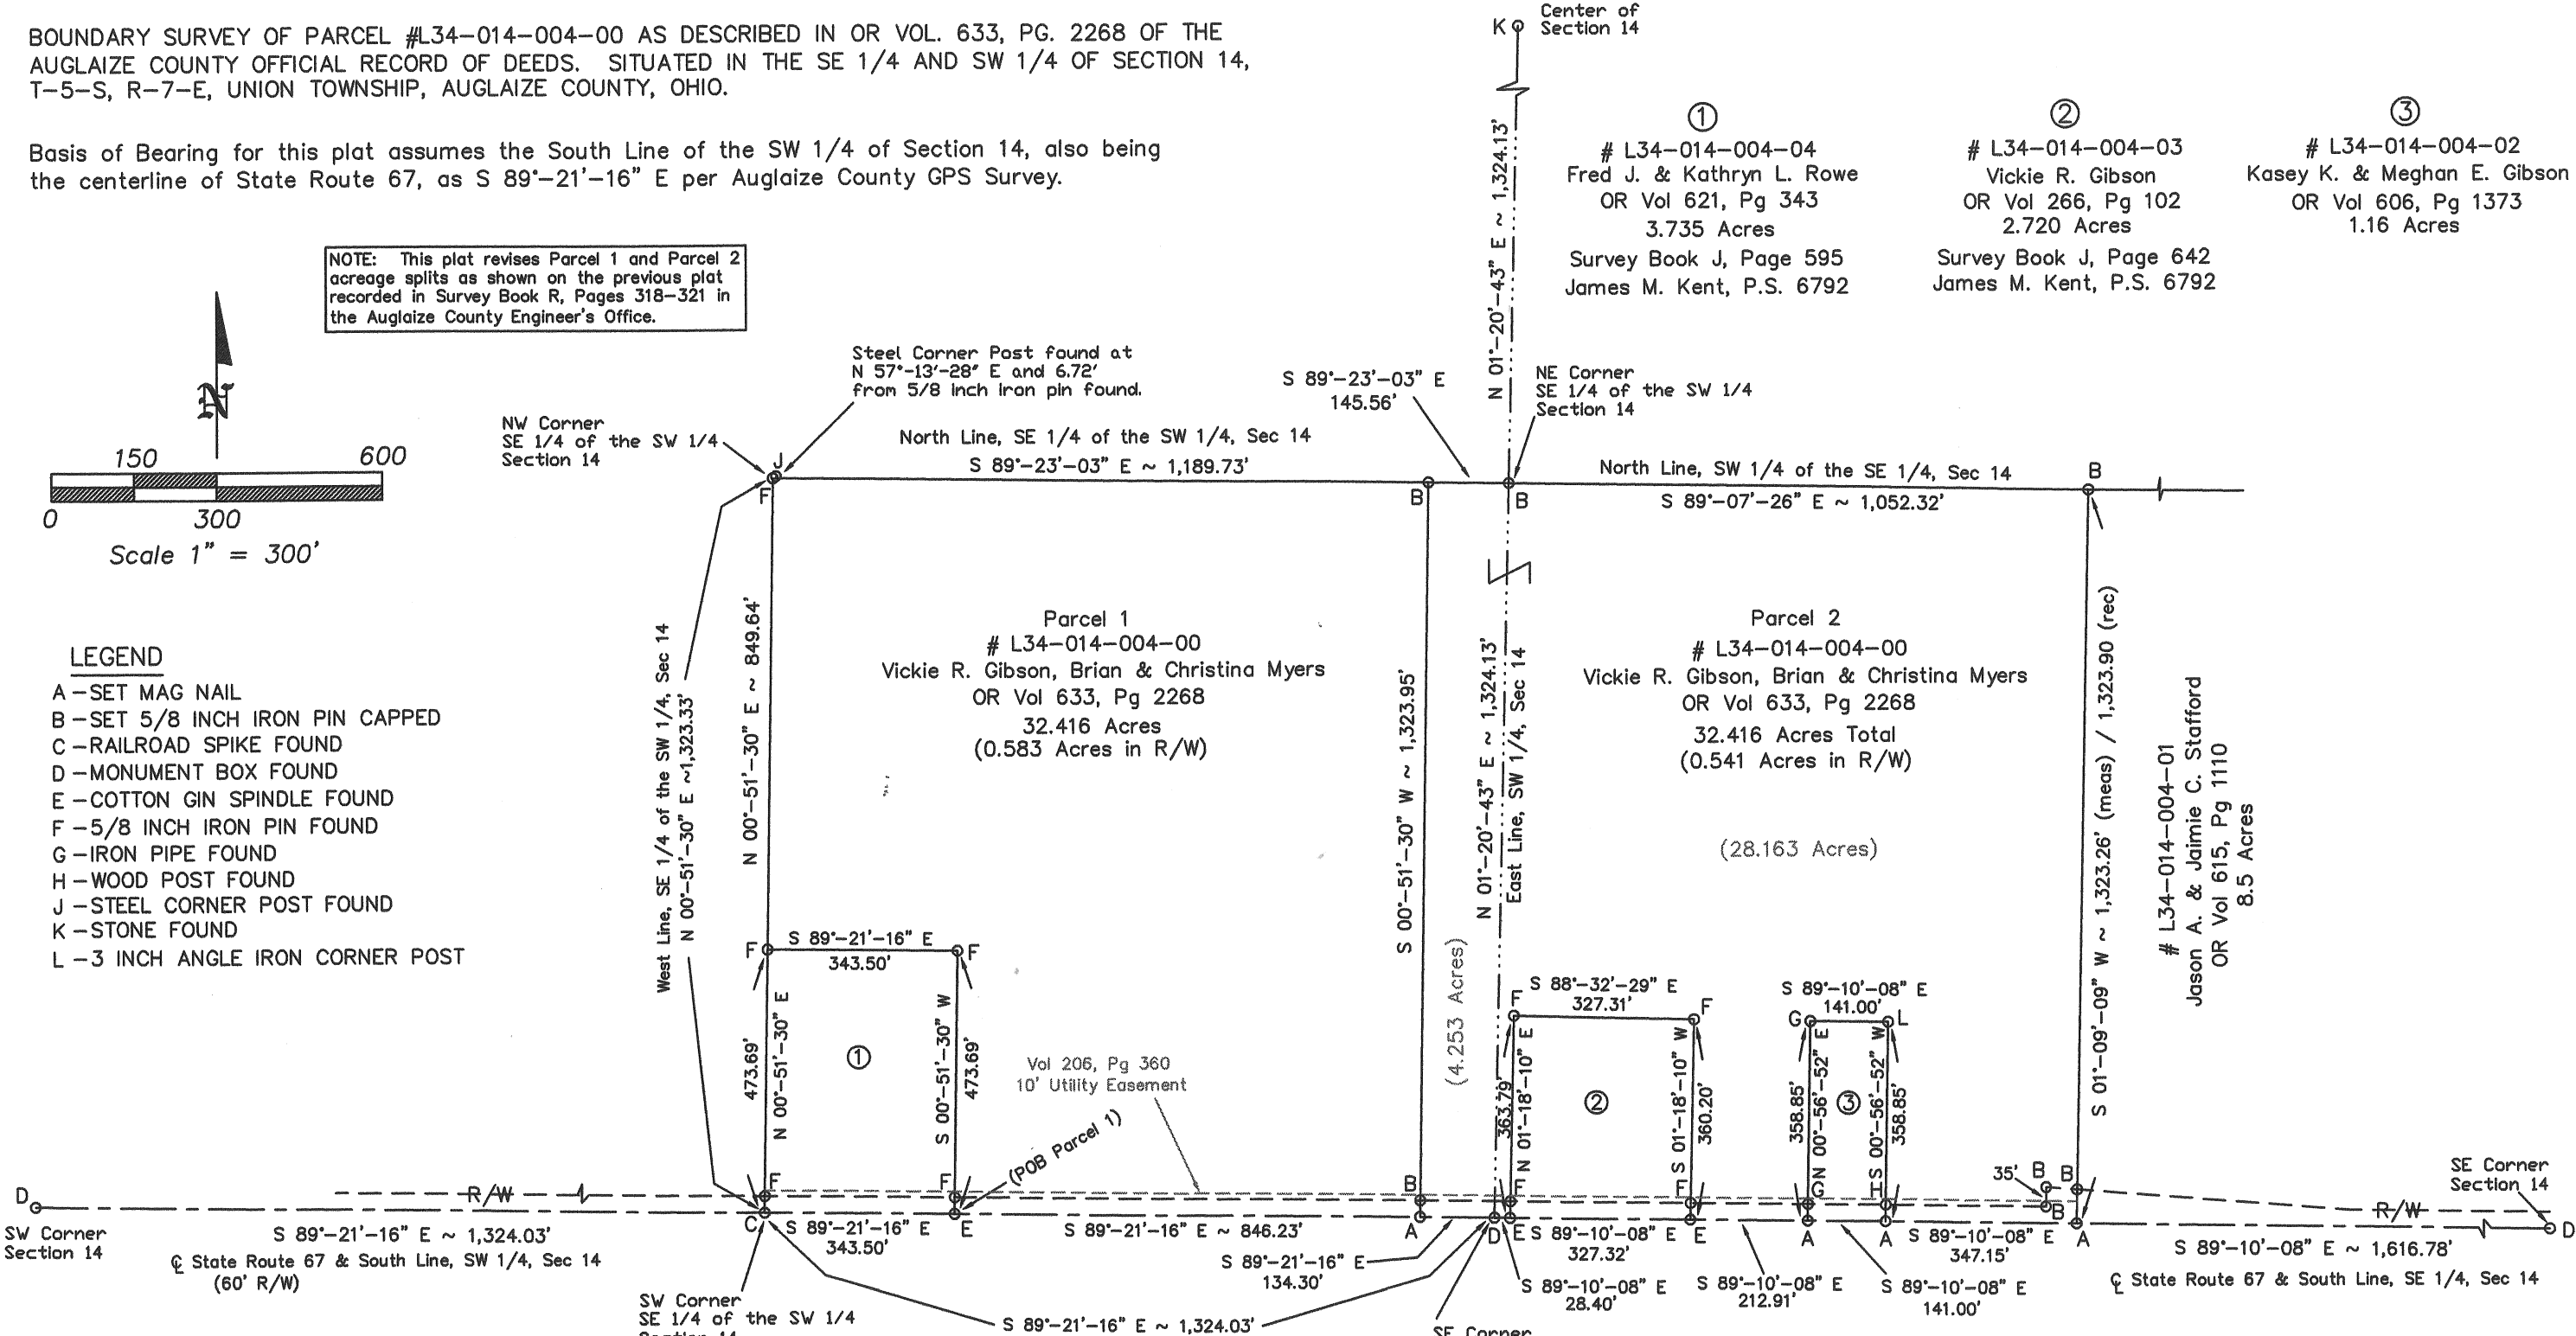 BOUNDARY SURVEY OF PARCEL #L34-014-004-00 AS DESCRIBED IN OR VOL. 633, PG. 2268 OF THE
AUGLAIZE COUNTY OFFICIAL RECORD OF DEEDS. SITUATED IN THE SE 1/4 AND SW 1/4 OF SECTION 14,
T-5-S, R-7-E, UNION TOWNSHIP, AUGLAIZE COUNTY, OHIO.
Basis of Bearing for this plat assumes the South Line of the SW 1/4 of Section 14, also being
the centerline of State Route 67, as S 89°-21'-16" E per Auglaize County GPS Survey.
NOTE: This plat revises Parcel 1 and Parcel 2
acreage splits as shown on the previous plat
recorded in Survey Book R, Pages 318-321 in
the Auglaize County Engineer's Office.
K
Center of
Section 14
N 01°-20'-43" E ~ 1,324.13'
1
# L34-014-004-04
Fred J. & Kathryn L. Rowe
OR Vol 621, Pg 343
3.735 Acres
Survey Book J, Page 595
James M. Kent, P.S. 6792
2
# L34-014-004-03
Vickie R. Gibson
OR Vol 266, Pg 102
2.720 Acres
Survey Book J, Page 642
James M. Kent, P.S. 6792
3
# L34-014-004-02
Kasey K. & Meghan E. Gibson
OR Vol 606, Pg 1373
1.16 Acres
N
150
600
0
300
Scale 1" = 300'
Steel Corner Post found at
N 57°-13'-28" E and 6.72'
from 5/8 inch iron pin found.
NW Corner
SE 1/4 of the SW 1/4
Section 14
S 89°-23'-03" E
145.56'
NE Corner
SE 1/4 of the SW 1/4
Section 14
J
F
North Line, SE 1/4 of the SW 1/4, Sec 14
S 89°-23'-03" E ~ 1,189.73'
B
B
North Line, SW 1/4 of the SE 1/4, Sec 14
S 89°-07'-26" E ~ 1,052.32'
B
LEGEND
A -SET MAG NAIL
B -SET 5/8 INCH IRON PIN CAPPED
C -RAILROAD SPIKE FOUND
D -MONUMENT BOX FOUND
E -COTTON GIN SPINDLE FOUND
F -5/8 INCH IRON PIN FOUND
G -IRON PIPE FOUND
H -WOOD POST FOUND
J -STEEL CORNER POST FOUND
K -STONE FOUND
L -3 INCH ANGLE IRON CORNER POST
West Line, SE 1/4 of the SW 1/4, Sec 14
N 00°-51'-30" E ~1,323.33'
N 00°-51'-30" E ~ 849.64'
Parcel 1
# L34-014-004-00
Vickie R. Gibson, Brian & Christina Myers
OR Vol 633, Pg 2268
32.416 Acres
(0.583 Acres in R/W)
S 00°-51'-30" W ~ 1,323.95'
(4.253 Acres)
N 01°-20'-43" E ~ 1,324.13'
East Line, SW 1/4, Sec 14
Parcel 2
# L34-014-004-00
Vickie R. Gibson, Brian & Christina Myers
OR Vol 633, Pg 2268
32.416 Acres Total
(0.541 Acres in R/W)
(28.163 Acres)
S 01°-09'-09" W ~ 1,323.26' (meas) / 1,323.90 (rec)
# L34-014-004-01
Jason A. & Jaimie C. Stafford
OR Vol 615, Pg 1110
8.5 Acres
F
S 89°-21'-16" E
343.50'
F
473.69'
N 00°-51'-30" E
1
S 00°-51'-30" W
473.69'
Vol 206, Pg 360
10' Utility Easement
(POB Parcel 1)
F
S 88°-32'-29" E
327.31'
F
363.79'
N 01°-18'-10" E
2
S 01°-18'-10" W
360.20'
S 89°-10'-08" E
141.00'
G
L
358.85'
N 00°-56'-52" E
3
S 00°-56'-52" W
358.85'
35'
B
B
B
SE Corner
Section 14
D
R/W
F
F
B
F
F
G
H
R/W
SW Corner
Section 14
S 89°-21'-16" E ~ 1,324.03'
℄ State Route 67 & South Line, SW 1/4, Sec 14
(60' R/W)
C
S 89°-21'-16" E
343.50'
E
S 89°-21'-16" E ~ 846.23'
A
S 89°-21'-16" E
134.30'
D
E
S 89°-10'-08" E
327.32'
E
S 89°-10'-08" E
28.40'
S 89°-10'-08" E
212.91'
A
A
S 89°-10'-08" E
141.00'
S 89°-10'-08" E
347.15'
A
S 89°-10'-08" E ~ 1,616.78'
℄ State Route 67 & South Line, SE 1/4, Sec 14
D
SW Corner
SE 1/4 of the SW 1/4
Section 14
S 89°-21'-16" E ~ 1,324.03'
SE Corner